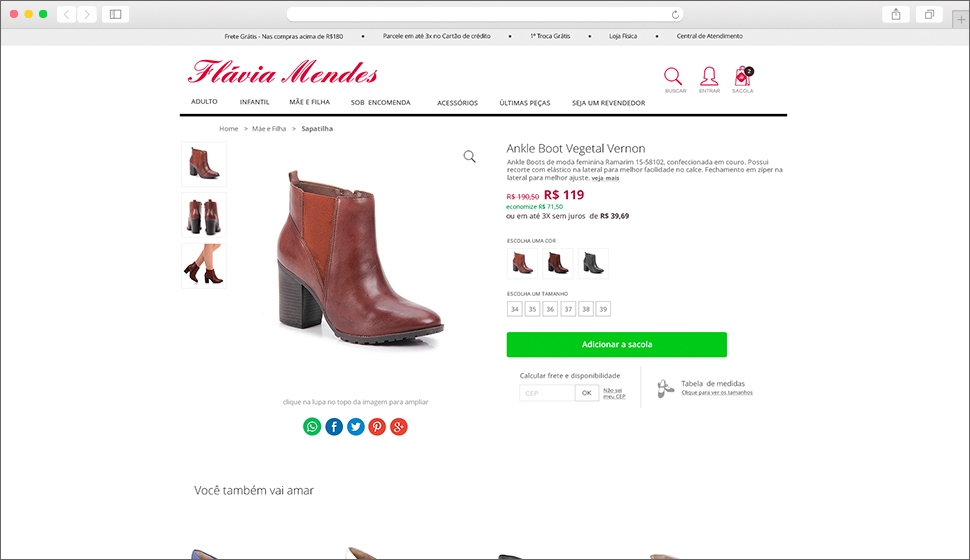 Frete Grátis - Nas compras acima de R$180 • Parcele em até 3x no Cartão de crédito • 1ª Troca Grátis • Loja Física • Central de Atendimento
Flávia Mendes
2
BUSCAR ENTRAR SACOLA
ADULTO INFANTIL MÃE E FILHA SOB ENCOMENDA ACESSÓRIOS ÚLTIMAS PEÇAS SEJA UM REVENDEDOR
Home > Mãe e Filha > Sapatilha
Ankle Boot Vegetal Vernon
Ankle Boots de moda feminina Ramarim 15-58102, confeccionada em couro. Possui
recorte com elástico na lateral para melhor facilidade no calce. Fechamento em zíper na
lateral para melhor ajuste. veja mais
R$ 190,50 R$ 119
economize R$ 71,50
ou em até 3X sem juros de R$ 39,69
ESCOLHA UMA COR
ESCOLHA UM TAMANHO
34 35 36 37 38 39
Adicionar a sacola
Calcular frete e disponibilidade
CEP OK Não sei
meu CEP
Tabela de medidas
Clique para ver os tamanhos
clique na lupa no topo da imagem para ampliar
Você também vai amar